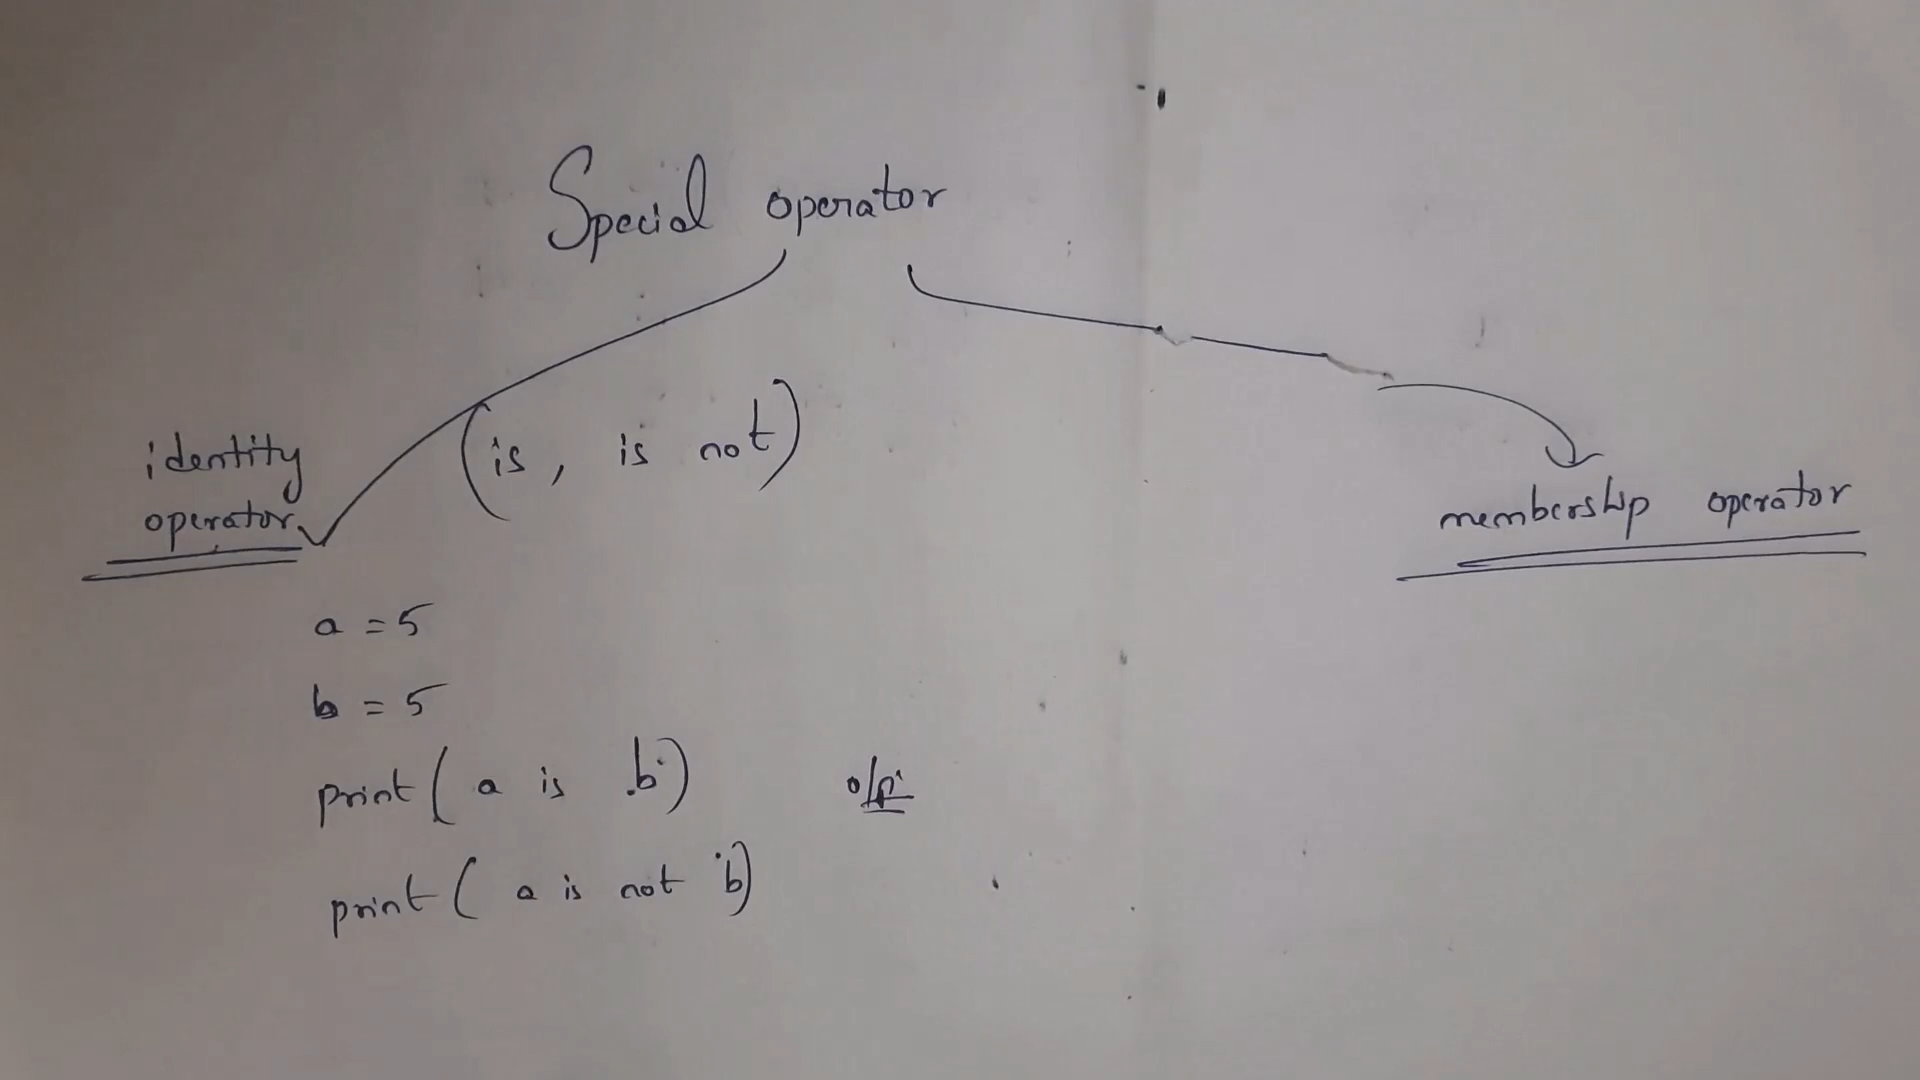 Special operator
(is, is not)
identity
operator
membership operator
a = 5
b = 5
print( a is b) o/p
print( a is not b)